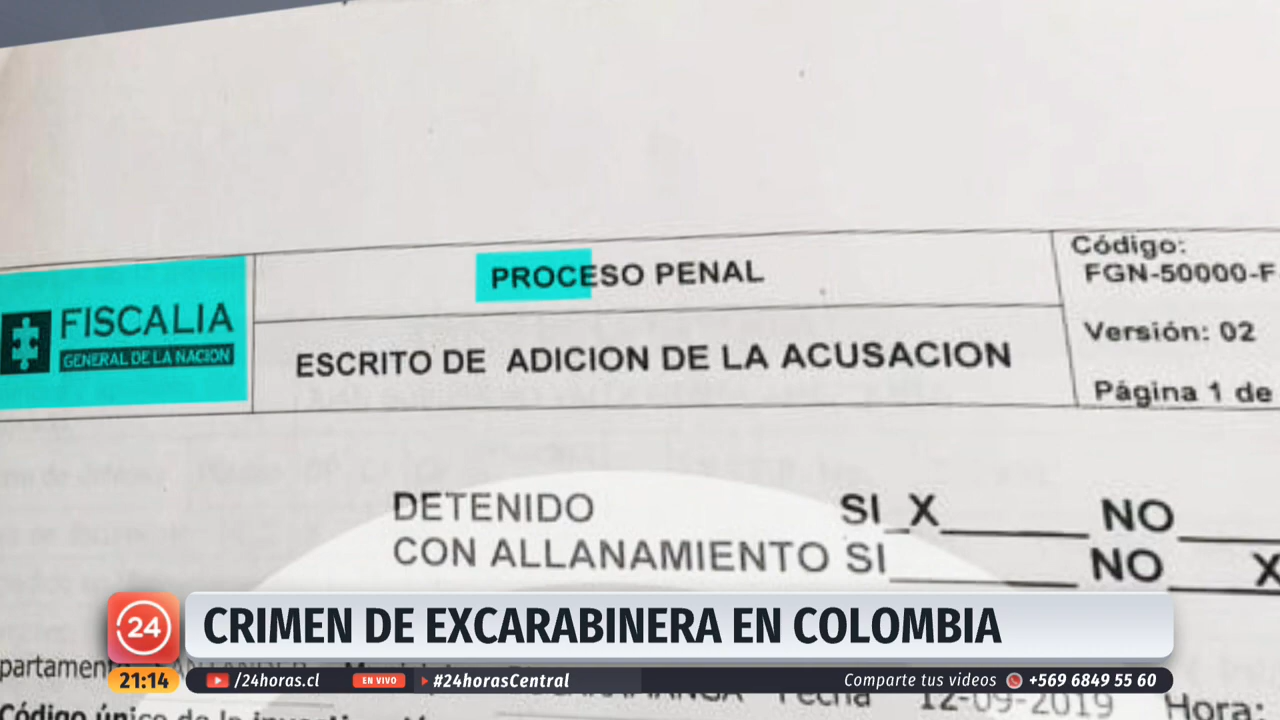 FISCALIA
GENERAL DE LA NACION
PROCESO PENAL
ESCRITO DE ADICION DE LA ACUSACION
Código:
FGN-50000-F
Versión: 02
Página 1 de
DETENIDO SI X NO
CON ALLANAMIENTO SI NO X
24
CRIMEN DE EXCARABINERA EN COLOMBIA
21:14
/24horas.cl
EN VIVO
#24horasCentral
Comparte tus videos
+569 6849 55 60
Fecha 12-09-2019 Hora: